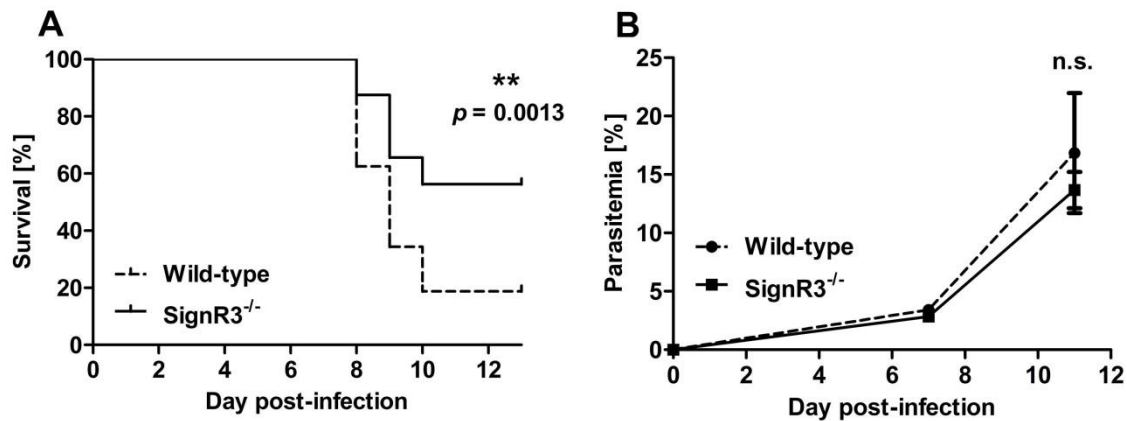 A
100
80
60
40
20
0
Survival [%]
**
p = 0.0013
Wild-type
SignR3-/-
0 2 4 6 8 10 12
Day post-infection
B
25
20
15
10
5
0
Parasitemia [%]
n.s.
Wild-type
SignR3-/-
0 2 4 6 8 10 12
Day post-infection